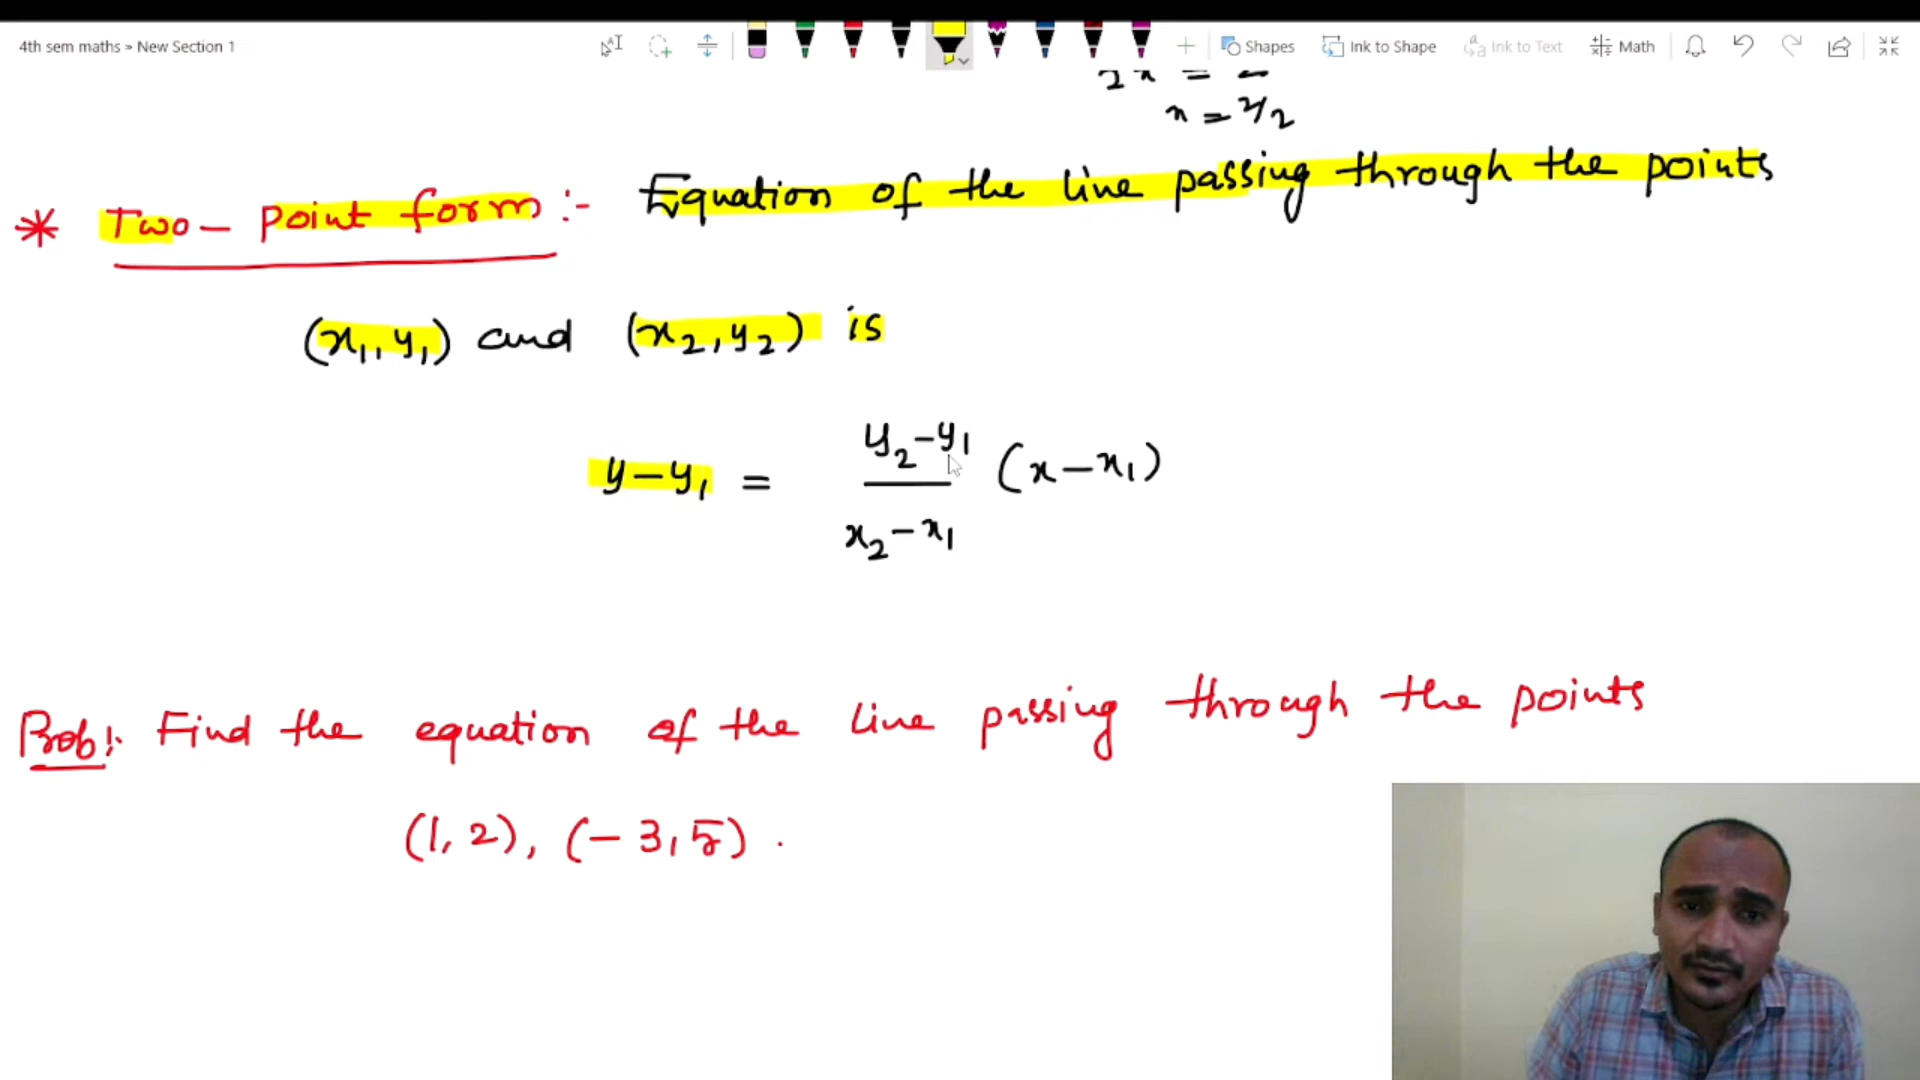 4th sem maths » New Section 1
Shapes Ink to Shape Ink to Text Math
x = 2/2
* Two - Point form :- Equation of the line passing through the points
(x₁, y₁) and (x₂, y₂) is
y - y₁ = y₂ - y₁ / x₂ - x₁ (x - x₁)
Prob:- Find the equation of the line passing through the points
(1, 2), (- 3, 5) .